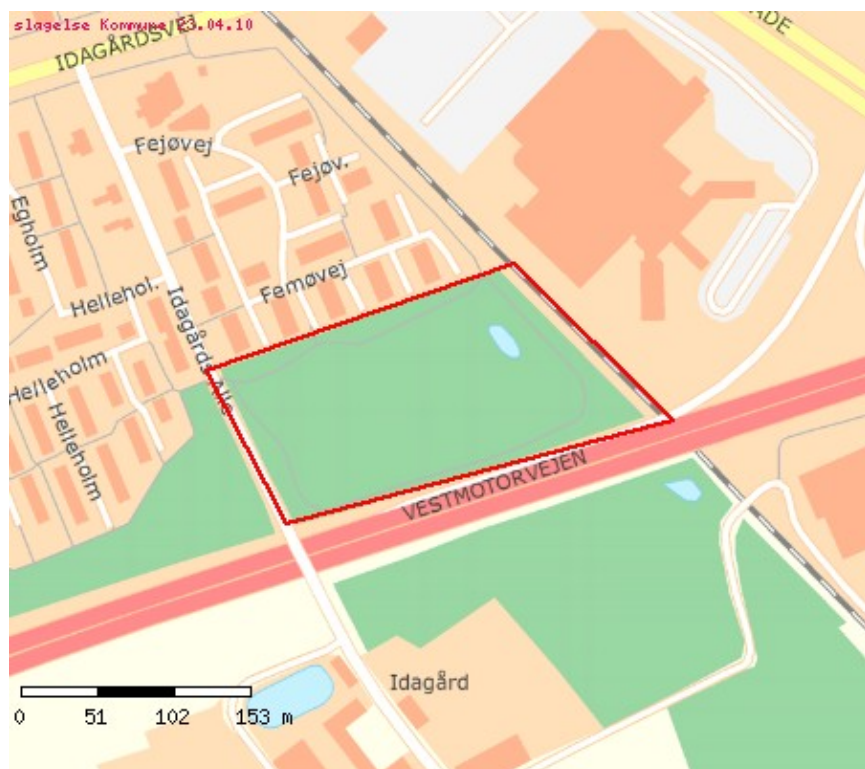 slagelse Kommune 23.04.10
IDAGÅRDSVEJ
ADE
Fejøvej
Fejøv.
Egholm
Hellehol.
Femøvej
Idagårds Alle
Helleholm
Helleholm
VESTMOTORVEJEN
Idagård
0 51 102 153 m